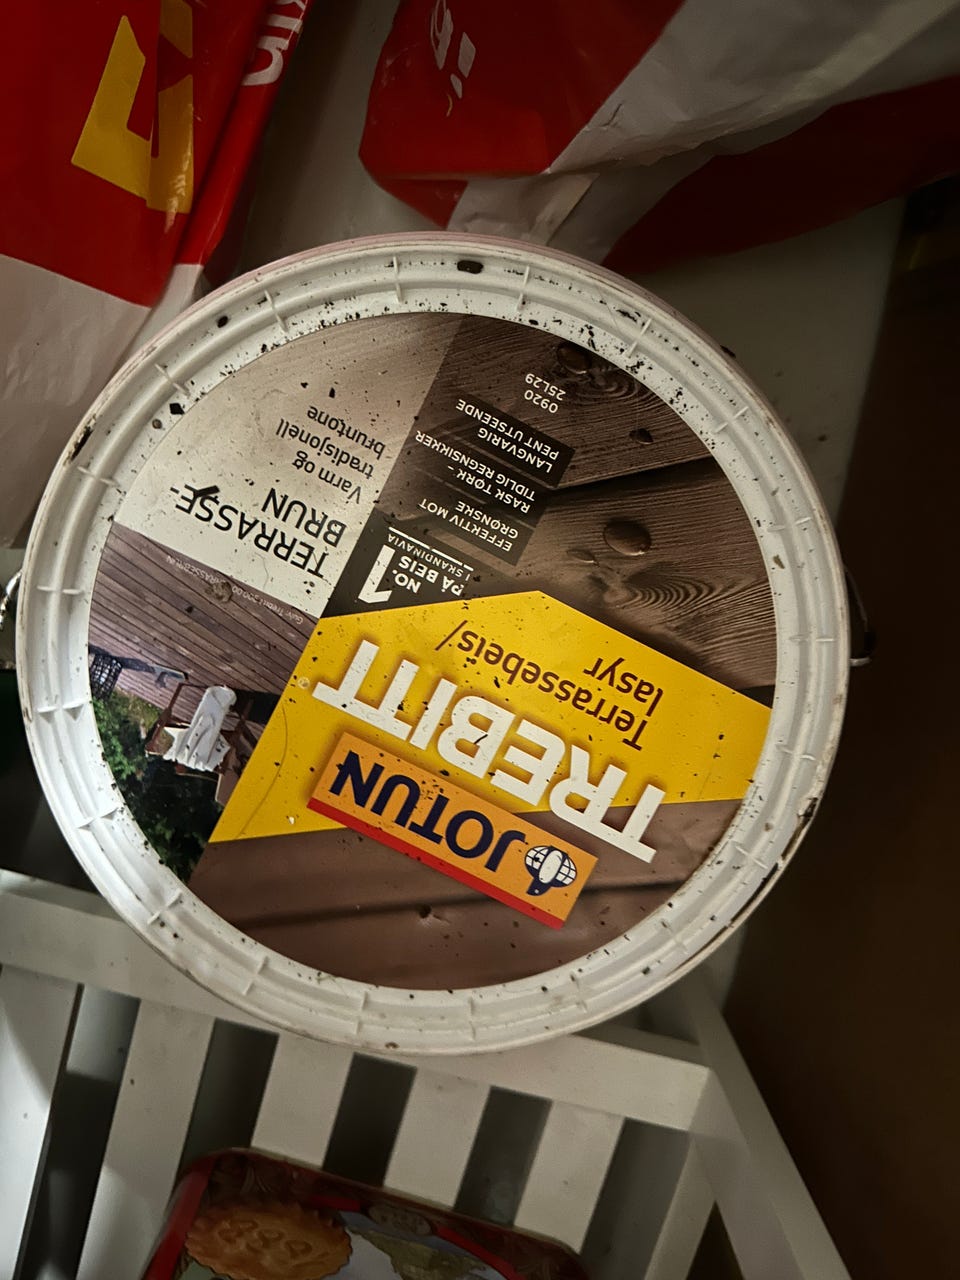 JOTUN
TREBITT
Terrassebeis/
lasyr
NO.
1
PÅ BEIS
I SKANDINAVIA
EFFEKTIV MOT
GRØNSKE
RASK TØRK –
TIDLIG REGNSIKKER
LANGVARIG
PENT UTSEENDE
0920
25L29
TERRASSE-
BRUN
Varm og
tradisjonell
bruntone